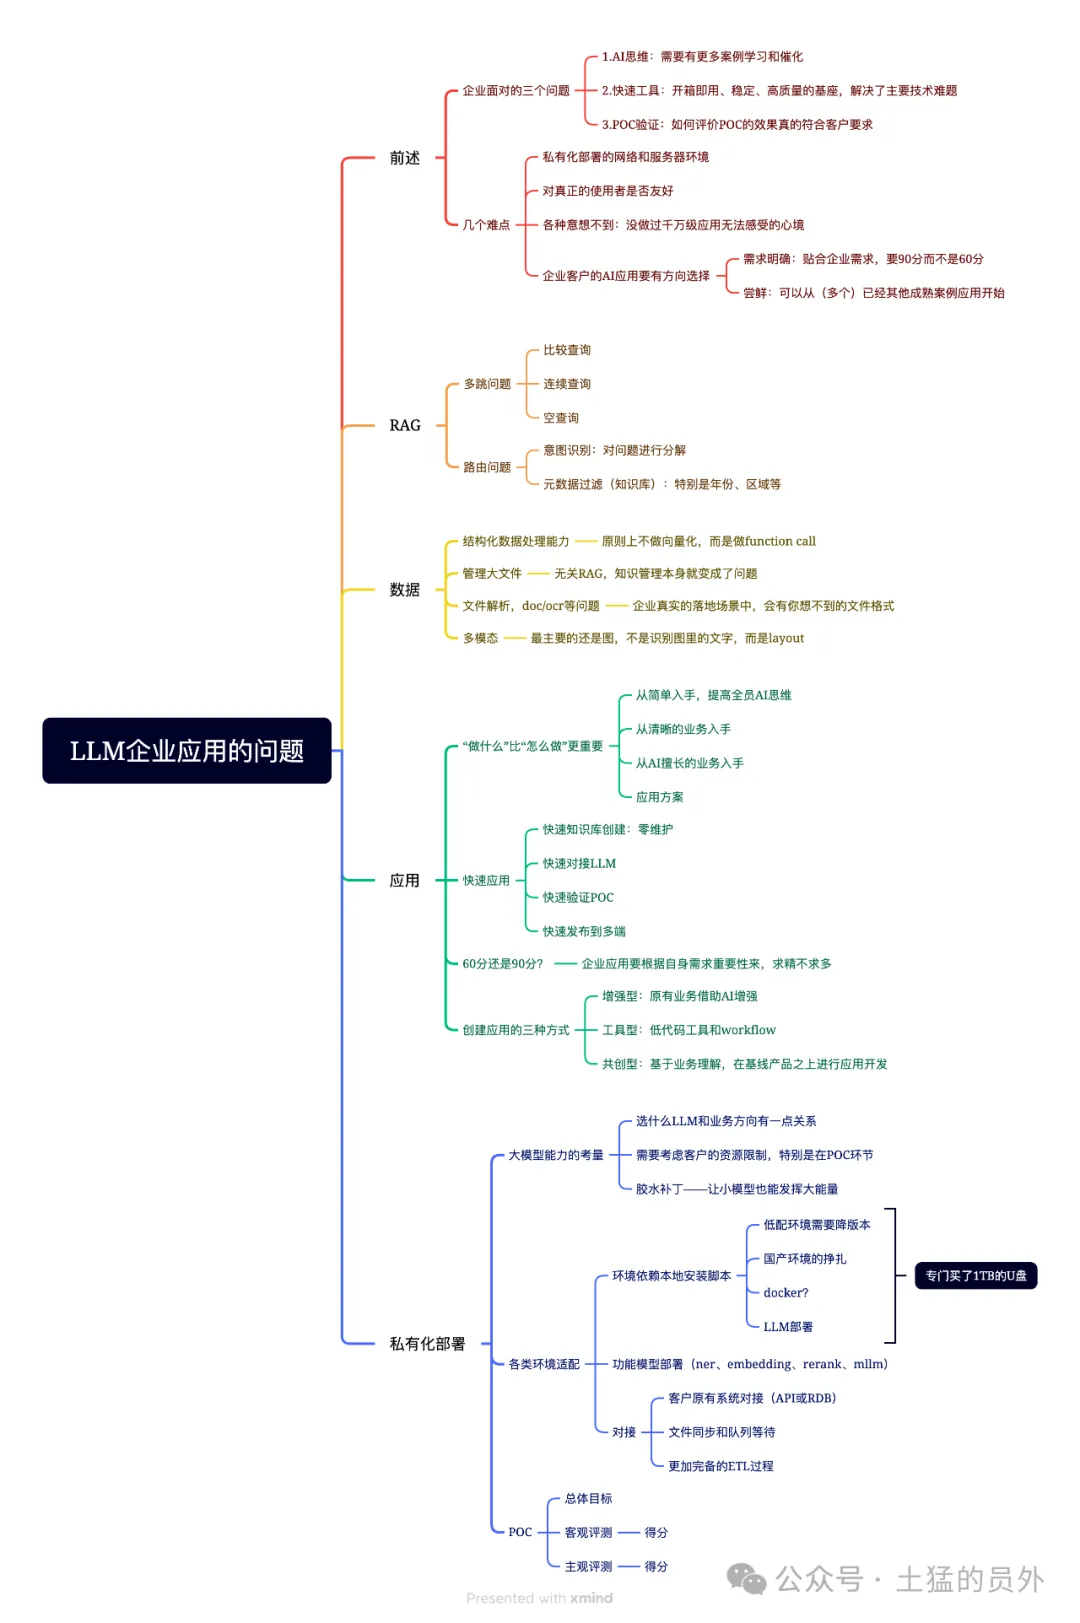 LLM企业应用的问题
前述
企业面对的三个问题
1.AI思维：需要有更多案例学习和催化
2.快速工具：开箱即用、稳定、高质量的基座，解决了主要技术难题
3.POC验证：如何评价POC的效果真的符合客户要求
几个难点
私有化部署的网络和服务器环境
对真正的使用者是否友好
各种意想不到：没做过千万级应用无法感受的心境
企业客户的AI应用要有方向选择
需求明确：贴合企业需求，要90分而不是60分
尝鲜：可以从（多个）已经其他成熟案例应用开始
RAG
多跳问题
比较查询
连续查询
空查询
路由问题
意图识别：对问题进行分解
元数据过滤（知识库）：特别是年份、区域等
数据
结构化数据处理能力
原则上不做向量化，而是做function call
管理大文件
无关RAG，知识管理本身就变成了问题
文件解析，doc/ocr等问题
企业真实的落地场景中，会有你想不到的文件格式
多模态
最主要的还是图，不是识别图里的文字，而是layout
应用
“做什么”比“怎么做”更重要
从简单入手，提高全员AI思维
从清晰的业务入手
从AI擅长的业务入手
应用方案
快速应用
快速知识库创建：零维护
快速对接LLM
快速验证POC
快速发布到多端
60分还是90分？
企业应用要根据自身需求重要性来，求精不求多
创建应用的三种方式
增强型：原有业务借助AI增强
工具型：低代码工具和workflow
共创型：基于业务理解，在基线产品之上进行应用开发
私有化部署
大模型能力的考量
选什么LLM和业务方向有一点关系
需要考虑客户的资源限制，特别是在POC环节
胶水补丁——让小模型也能发挥大能量
各类环境适配
环境依赖本地安装脚本
低配环境需要降版本
国产环境的挣扎
docker？
LLM部署
专门买了1TB的U盘
功能模型部署（ner、embedding、rerank、mllm）
对接
客户原有系统对接（API或RDB）
文件同步和队列等待
更加完备的ETL过程
POC
总体目标
客观评测
得分
主观评测
得分
公众号 · 土猛的员外
Presented with xmind